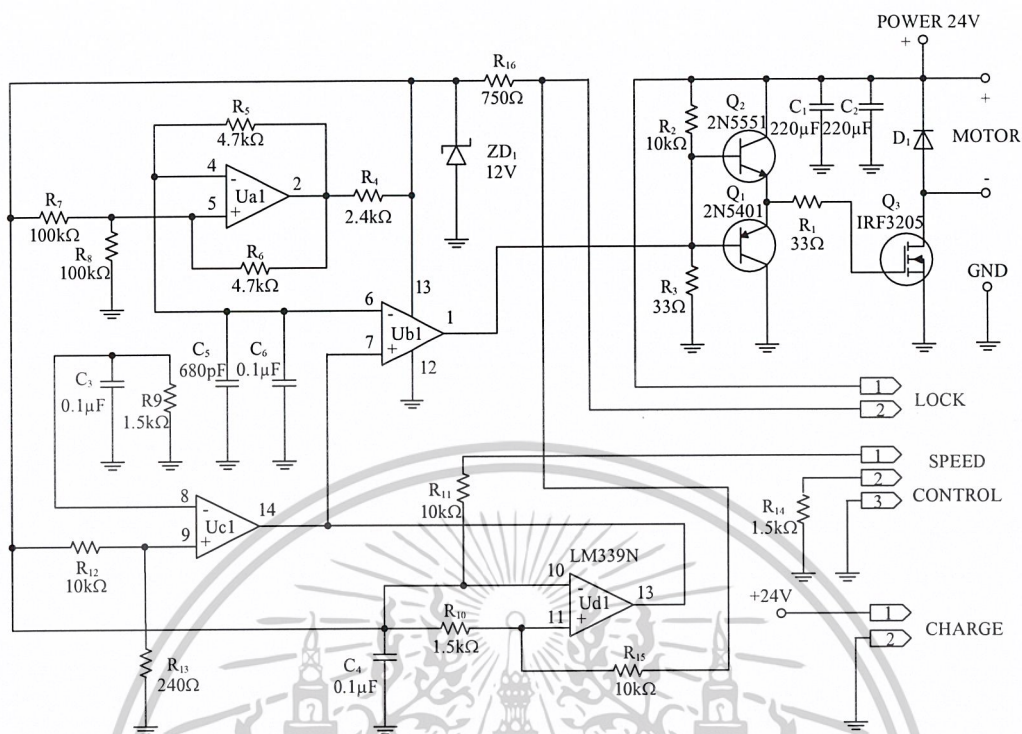 POWER 24V
+
R16
750Ω
R5
4.7kΩ
4
-
Ua1
2
5
+
R4
2.4kΩ
ZD1
12V
R7
100kΩ
R8
100kΩ
R6
4.7kΩ
R2
10kΩ
Q2
2N5551
C1
220μF
C2
220μF
D1
MOTOR
+
-
Q1
2N5401
R1
33Ω
Q3
IRF3205
R3
33Ω
GND
13
6
-
Ub1
1
7
+
12
C5
680pF
C6
0.1μF
C3
0.1μF
R9
1.5kΩ
1
2
LOCK
1
2
3
SPEED
CONTROL
R11
10kΩ
R14
1.5kΩ
8
-
Uc1
14
9
+
R12
10kΩ
R13
240Ω
LM339N
10
-
Ud1
13
11
+
R10
1.5kΩ
C4
0.1μF
R15
10kΩ
+24V
1
2
CHARGE